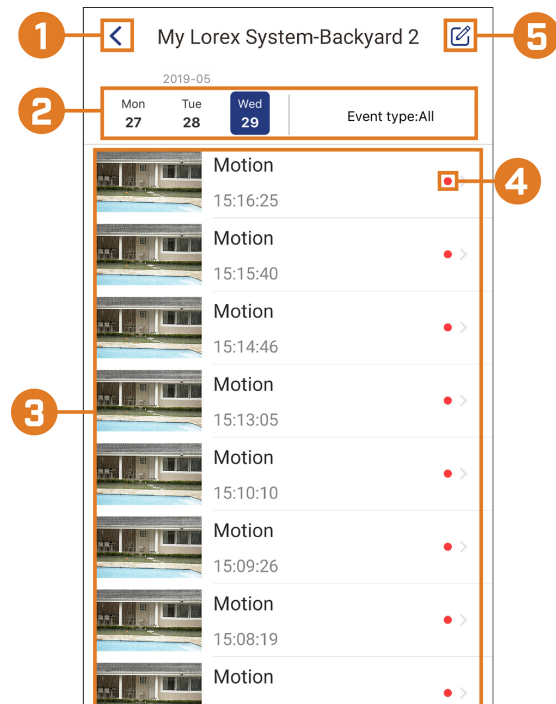 1
My Lorex System-Backyard 2
5
2019-05
2
Mon Tue Wed
27 28 29
Event type:All
Motion
15:16:25
4
Motion
15:15:40
Motion
15:14:46
3
Motion
15:13:05
Motion
15:10:10
Motion
15:09:26
Motion
15:08:19
Motion